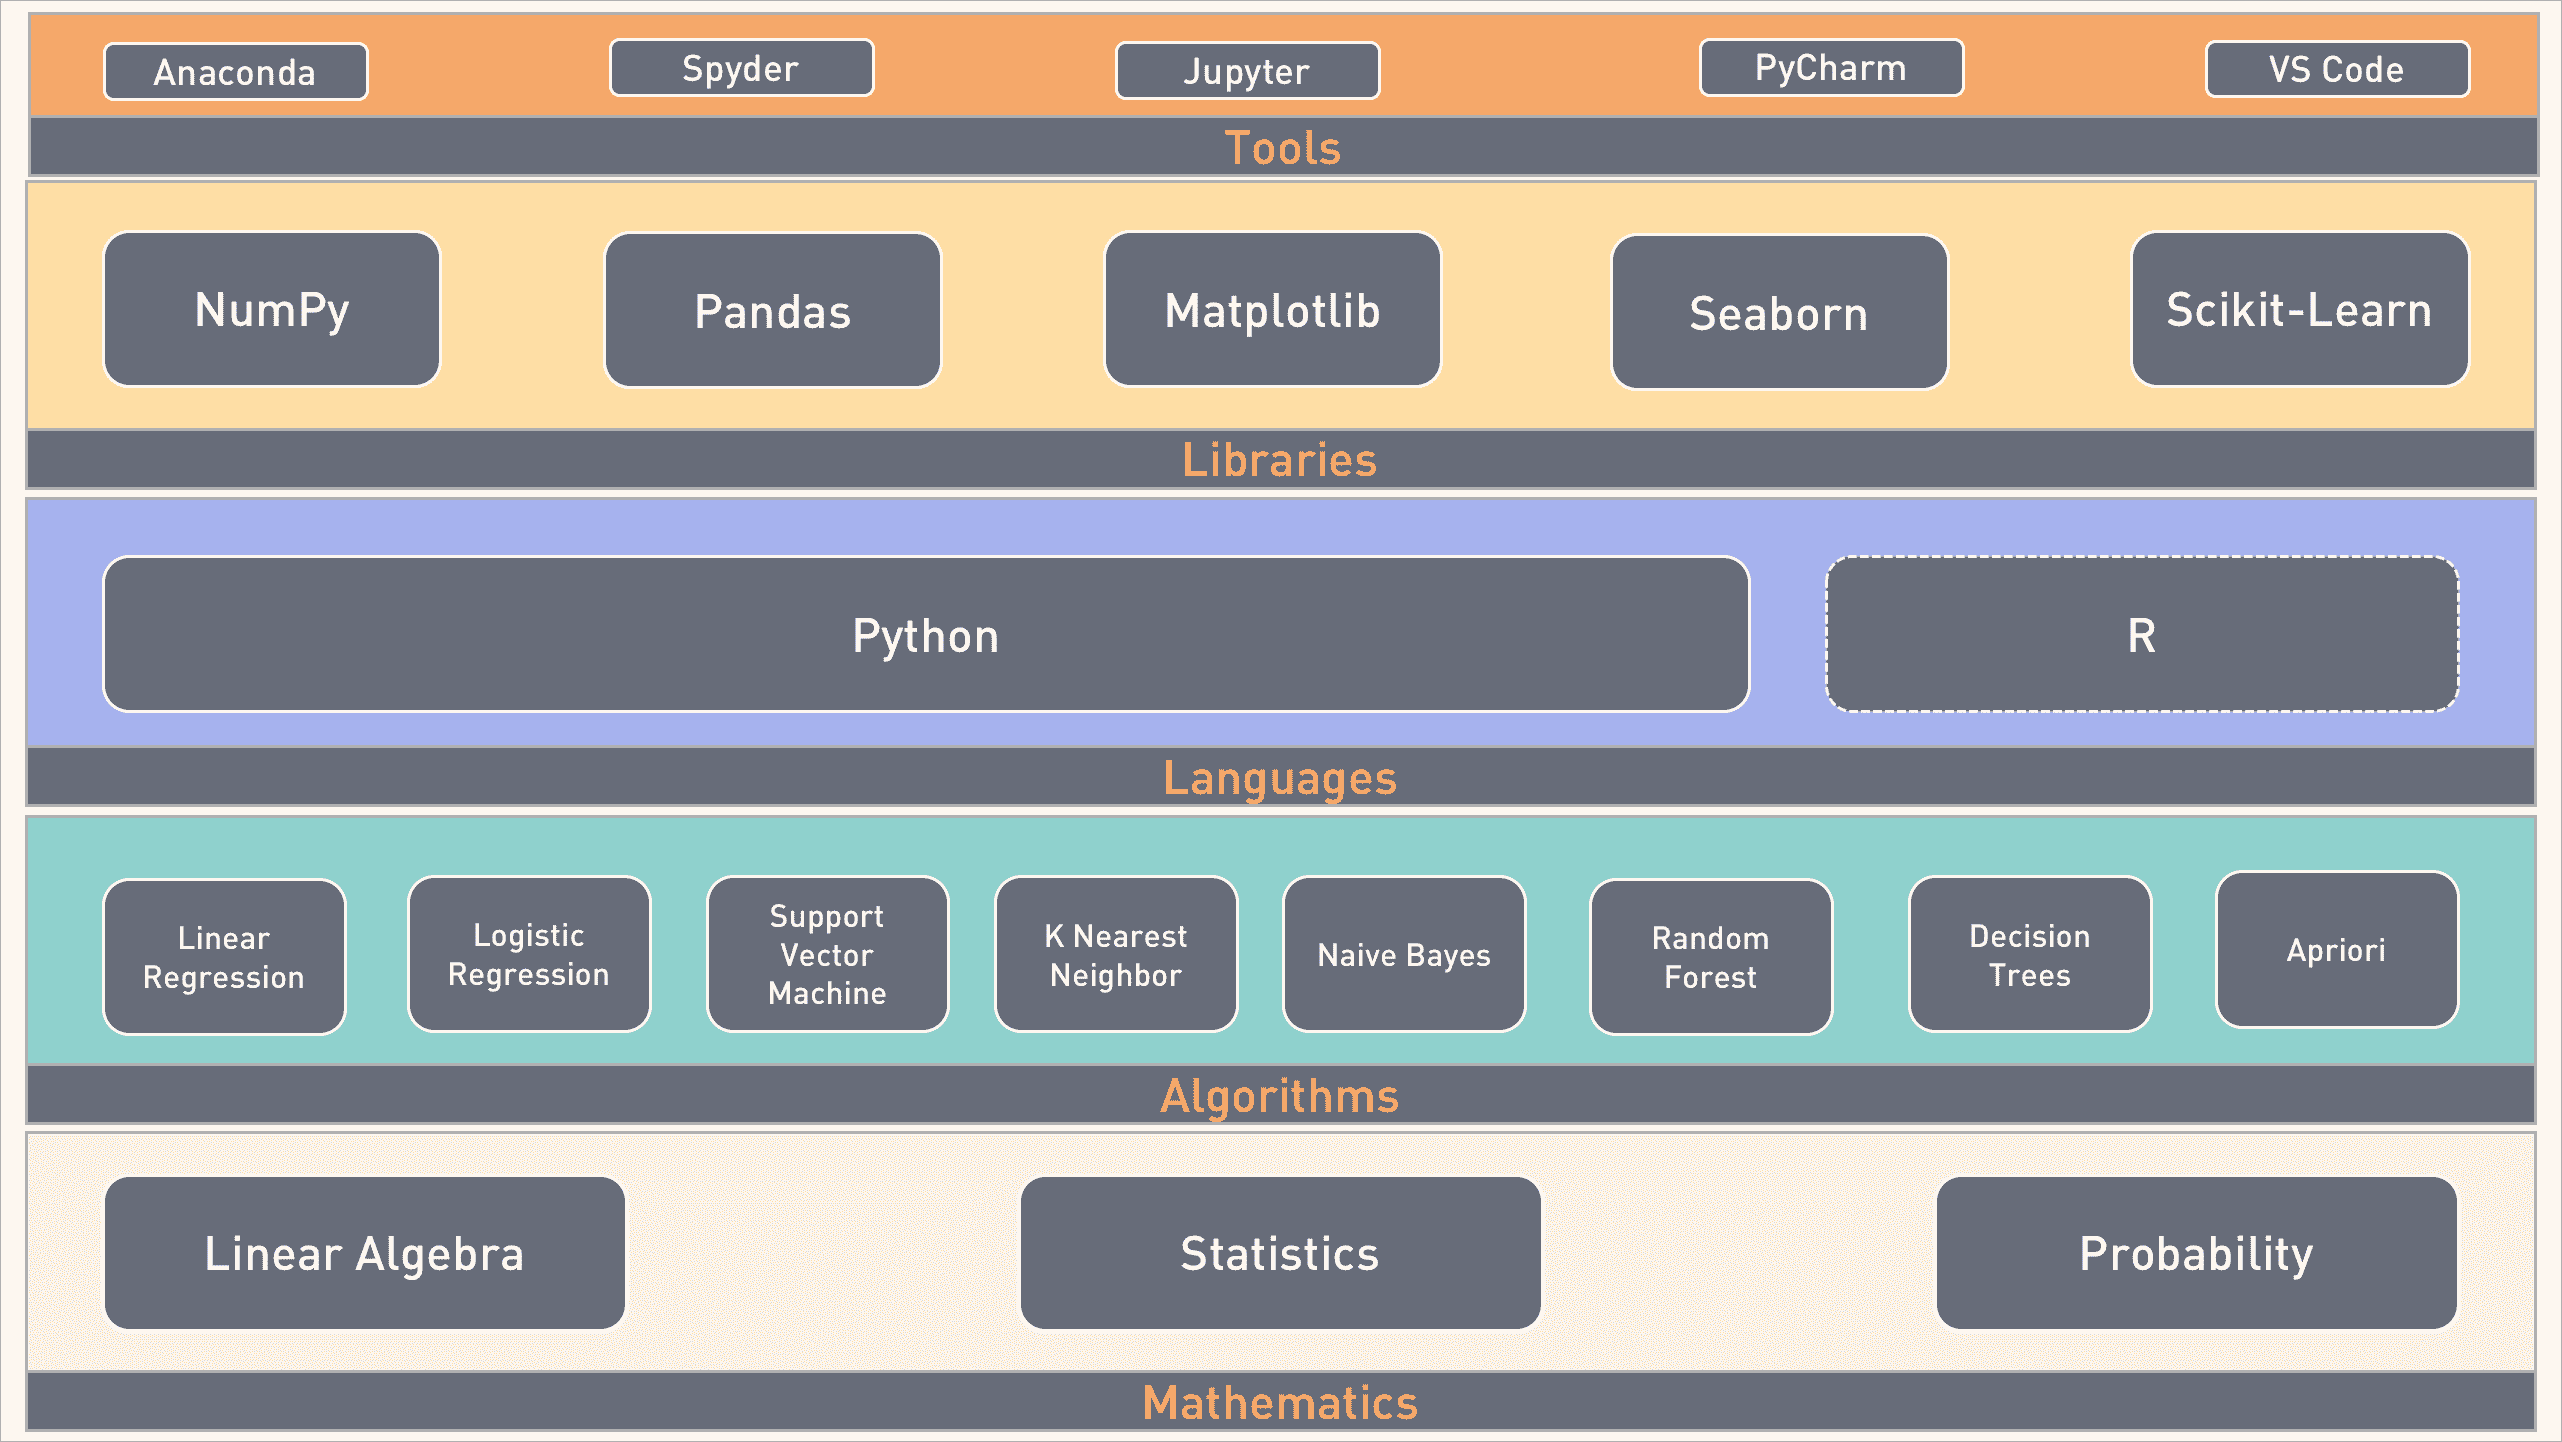 Anaconda
Spyder
Jupyter
PyCharm
VS Code
Tools
NumPy
Pandas
Matplotlib
Seaborn
Scikit-Learn
Libraries
Python
R
Languages
Linear
Regression
Logistic
Regression
Support
Vector
Machine
K Nearest
Neighbor
Naive Bayes
Random
Forest
Decision
Trees
Apriori
Algorithms
Linear Algebra
Statistics
Probability
Mathematics